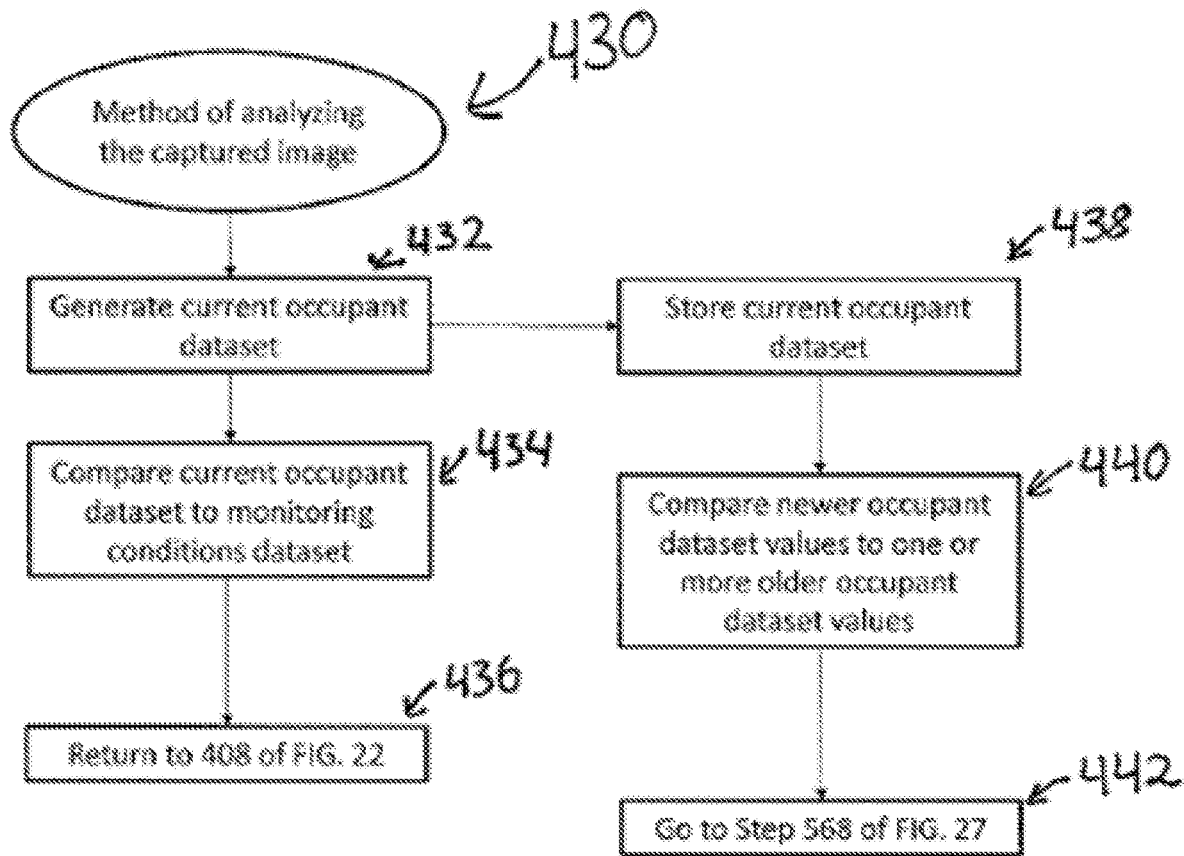 430
Method of analyzing
the captured image
432
Generate current occupant
dataset
438
Store current occupant
dataset
434
Compare current occupant
dataset to monitoring
conditions dataset
440
Compare newer occupant
dataset values to one or
more older occupant
dataset values
436
Return to 408 of FIG. 22
442
Go to Step 568 of FIG. 27